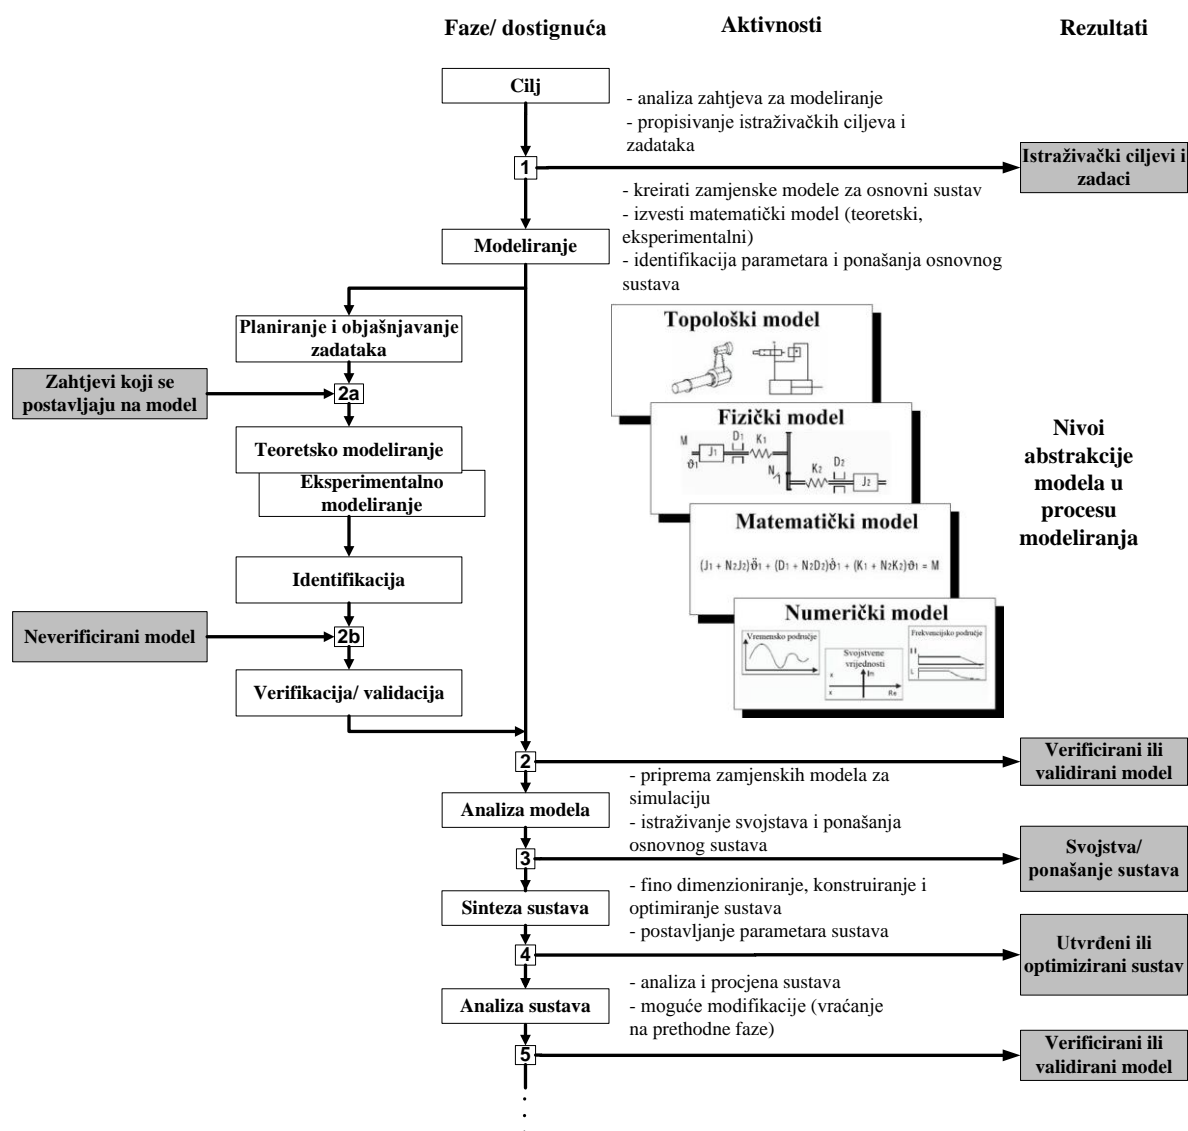 Faze/ dostignuća
Aktivnosti
Rezultati
Cilj
- analiza zahtjeva za modeliranje
- propisivanje istraživačkih ciljeva i
zadataka
1
Istraživački ciljevi i
zadaci
- kreirati zamjenske modele za osnovni sustav
- izvesti matematički model (teoretski,
eksperimentalni)
- identifikacija parametara i ponašanja osnovnog
sustava
Modeliranje
Planiranje i objašnjavanje
zadataka
Zahtjevi koji se
postavljaju na model
2a
Teoretsko modeliranje
Eksperimentalno
modeliranje
Identifikacija
Neverificirani model
2b
Verifikacija/ validacija
Topološki model
Fizički model
M
ϑ1
J1
D1
K1
N
K2
D2
J2
Matematički model
(J1 + N2J2)ϑ̈1 + (D1 + N2D2)ϑ̇1 + (K1 + N2K2)ϑ1 = M
Numerički model
Vremensko područje
Svojstvene
vrijednosti
x
Im
x
Re
Frekvencijsko područje
I I
L
Nivoi
abstrakcije
modela u
procesu
modeliranja
2
Verificirani ili
validirani model
- priprema zamjenskih modela za
simulaciju
- istraživanje svojstava i ponašanja
osnovnog sustava
Analiza modela
3
Svojstva/
ponašanje sustava
- fino dimenzioniranje, konstruiranje i
optimiranje sustava
- postavljanje parametara sustava
Sinteza sustava
4
Utvrđeni ili
optimizirani sustav
- analiza i procjena sustava
- moguće modifikacije (vraćanje
na prethodne faze)
Analiza sustava
5
Verificirani ili
validirani model